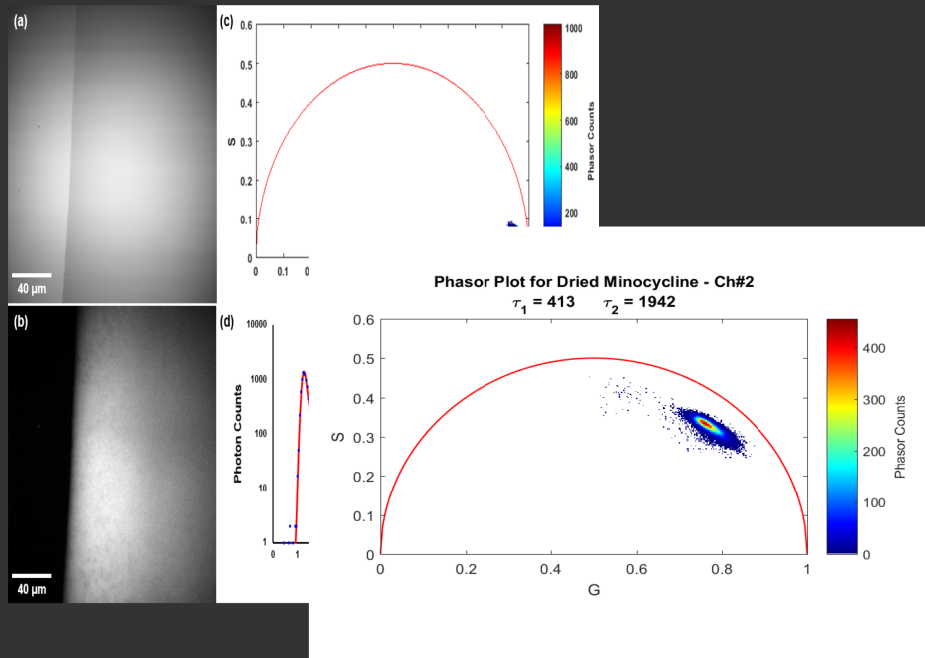 (a)
40 µm
(b)
40 µm
(c)
0.6
0.5
0.4
0.3
0.2
0.1
0
S
0 0.1 0
1000
800
600
400
200
Phasor Counts
(d)
10000
1000
100
10
1
Photon Counts
0 1
Phasor Plot for Dried Minocycline - Ch#2
τ1 = 413 τ2 = 1942
0.6
0.5
0.4
0.3
0.2
0.1
0
S
0 0.2 0.4 0.6 0.8 1
G
400
300
200
100
0
Phasor Counts